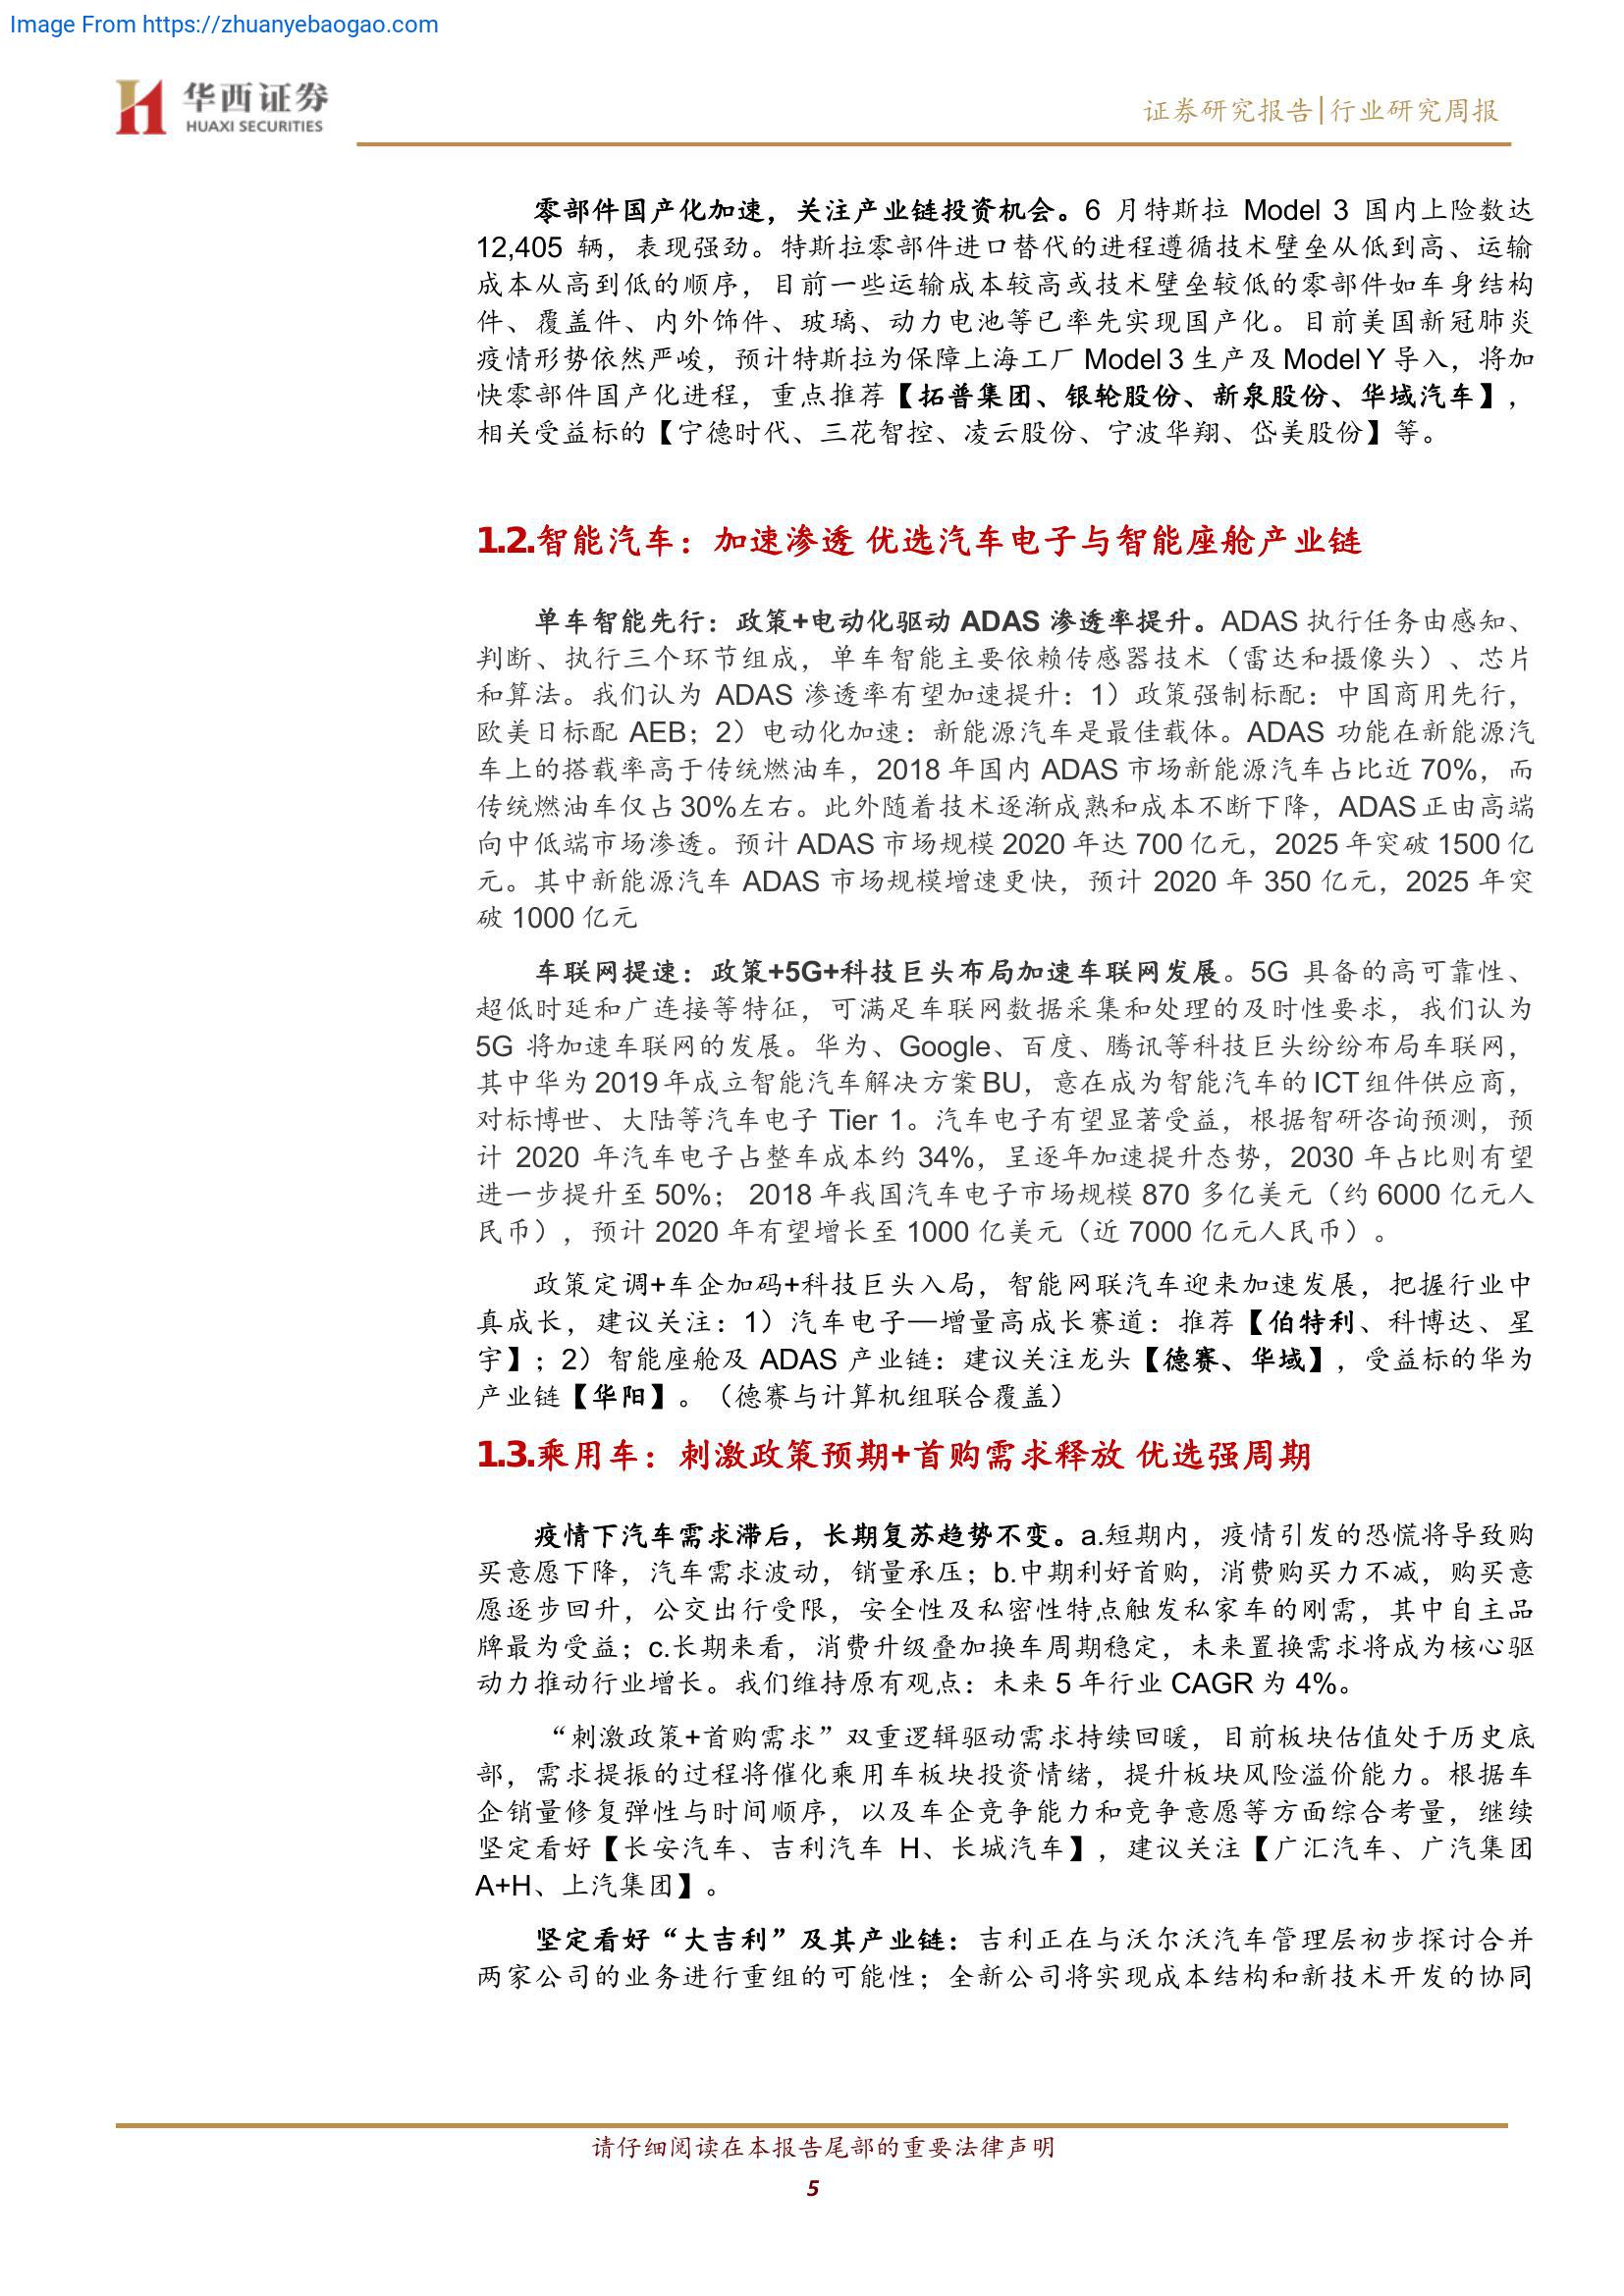 Image From https://zhuanyebaogao.com
华西证券
HUAXI SECURITIES
证券研究报告|行业研究周报
零部件国产化加速，关注产业链投资机会。6 月特斯拉 Model 3 国内上险数达
12,405 辆，表现强劲。特斯拉零部件进口替代的进程遵循技术壁垒从低到高、运输
成本从高到低的顺序，目前一些运输成本较高或技术壁垒较低的零部件如车身结构
件、覆盖件、内外饰件、玻璃、动力电池等已率先实现国产化。目前美国新冠肺炎
疫情形势依然严峻，预计特斯拉为保障上海工厂 Model 3 生产及 Model Y 导入，将加
快零部件国产化进程，重点推荐【拓普集团、银轮股份、新泉股份、华域汽车】，
相关受益标的【宁德时代、三花智控、凌云股份、宁波华翔、岱美股份】等。
1.2.智能汽车：加速渗透 优选汽车电子与智能座舱产业链
单车智能先行：政策+电动化驱动 ADAS 渗透率提升。ADAS 执行任务由感知、
判断、执行三个环节组成，单车智能主要依赖传感器技术（雷达和摄像头）、芯片
和算法。我们认为 ADAS 渗透率有望加速提升：1）政策强制标配：中国商用先行，
欧美日标配 AEB；2）电动化加速：新能源汽车是最佳载体。ADAS 功能在新能源汽
车上的搭载率高于传统燃油车，2018 年国内 ADAS 市场新能源汽车占比近 70%，而
传统燃油车仅占 30%左右。此外随着技术逐渐成熟和成本不断下降，ADAS 正由高端
向中低端市场渗透。预计 ADAS 市场规模 2020 年达 700 亿元，2025 年突破 1500 亿
元。其中新能源汽车 ADAS 市场规模增速更快，预计 2020 年 350 亿元，2025 年突
破 1000 亿元
车联网提速：政策+5G+科技巨头布局加速车联网发展。5G 具备的高可靠性、
超低时延和广连接等特征，可满足车联网数据采集和处理的及时性要求，我们认为
5G 将加速车联网的发展。华为、Google、百度、腾讯等科技巨头纷纷布局车联网，
其中华为 2019 年成立智能汽车解决方案 BU，意在成为智能汽车的 ICT 组件供应商，
对标博世、大陆等汽车电子 Tier 1。汽车电子有望显著受益，根据智研咨询预测，预
计 2020 年汽车电子占整车成本约 34%，呈逐年加速提升态势，2030 年占比则有望
进一步提升至 50%； 2018 年我国汽车电子市场规模 870 多亿美元（约 6000 亿元人
民币），预计 2020 年有望增长至 1000 亿美元（近 7000 亿元人民币）。
政策定调+车企加码+科技巨头入局，智能网联汽车迎来加速发展，把握行业中
真成长，建议关注：1）汽车电子—增量高成长赛道：推荐【伯特利、科博达、星
宇】；2）智能座舱及 ADAS 产业链：建议关注龙头【德赛、华域】，受益标的华为
产业链【华阳】。（德赛与计算机组联合覆盖）
1.3.乘用车：刺激政策预期+首购需求释放 优选强周期
疫情下汽车需求滞后，长期复苏趋势不变。a.短期内，疫情引发的恐慌将导致购
买意愿下降，汽车需求波动，销量承压；b.中期利好首购，消费购买力不减，购买意
愿逐步回升，公交出行受限，安全性及私密性特点触发私家车的刚需，其中自主品
牌最为受益；c.长期来看，消费升级叠加换车周期稳定，未来置换需求将成为核心驱
动力推动行业增长。我们维持原有观点：未来 5 年行业 CAGR 为 4%。
“刺激政策+首购需求”双重逻辑驱动需求持续回暖，目前板块估值处于历史底
部，需求提振的过程将催化乘用车板块投资情绪，提升板块风险溢价能力。根据车
企销量修复弹性与时间顺序，以及车企竞争能力和竞争意愿等方面综合考量，继续
坚定看好【长安汽车、吉利汽车 H、长城汽车】，建议关注【广汇汽车、广汽集团
A+H、上汽集团】。
坚定看好“大吉利”及其产业链：吉利正在与沃尔沃汽车管理层初步探讨合并
两家公司的业务进行重组的可能性；全新公司将实现成本结构和新技术开发的协同
请仔细阅读在本报告尾部的重要法律声明
5